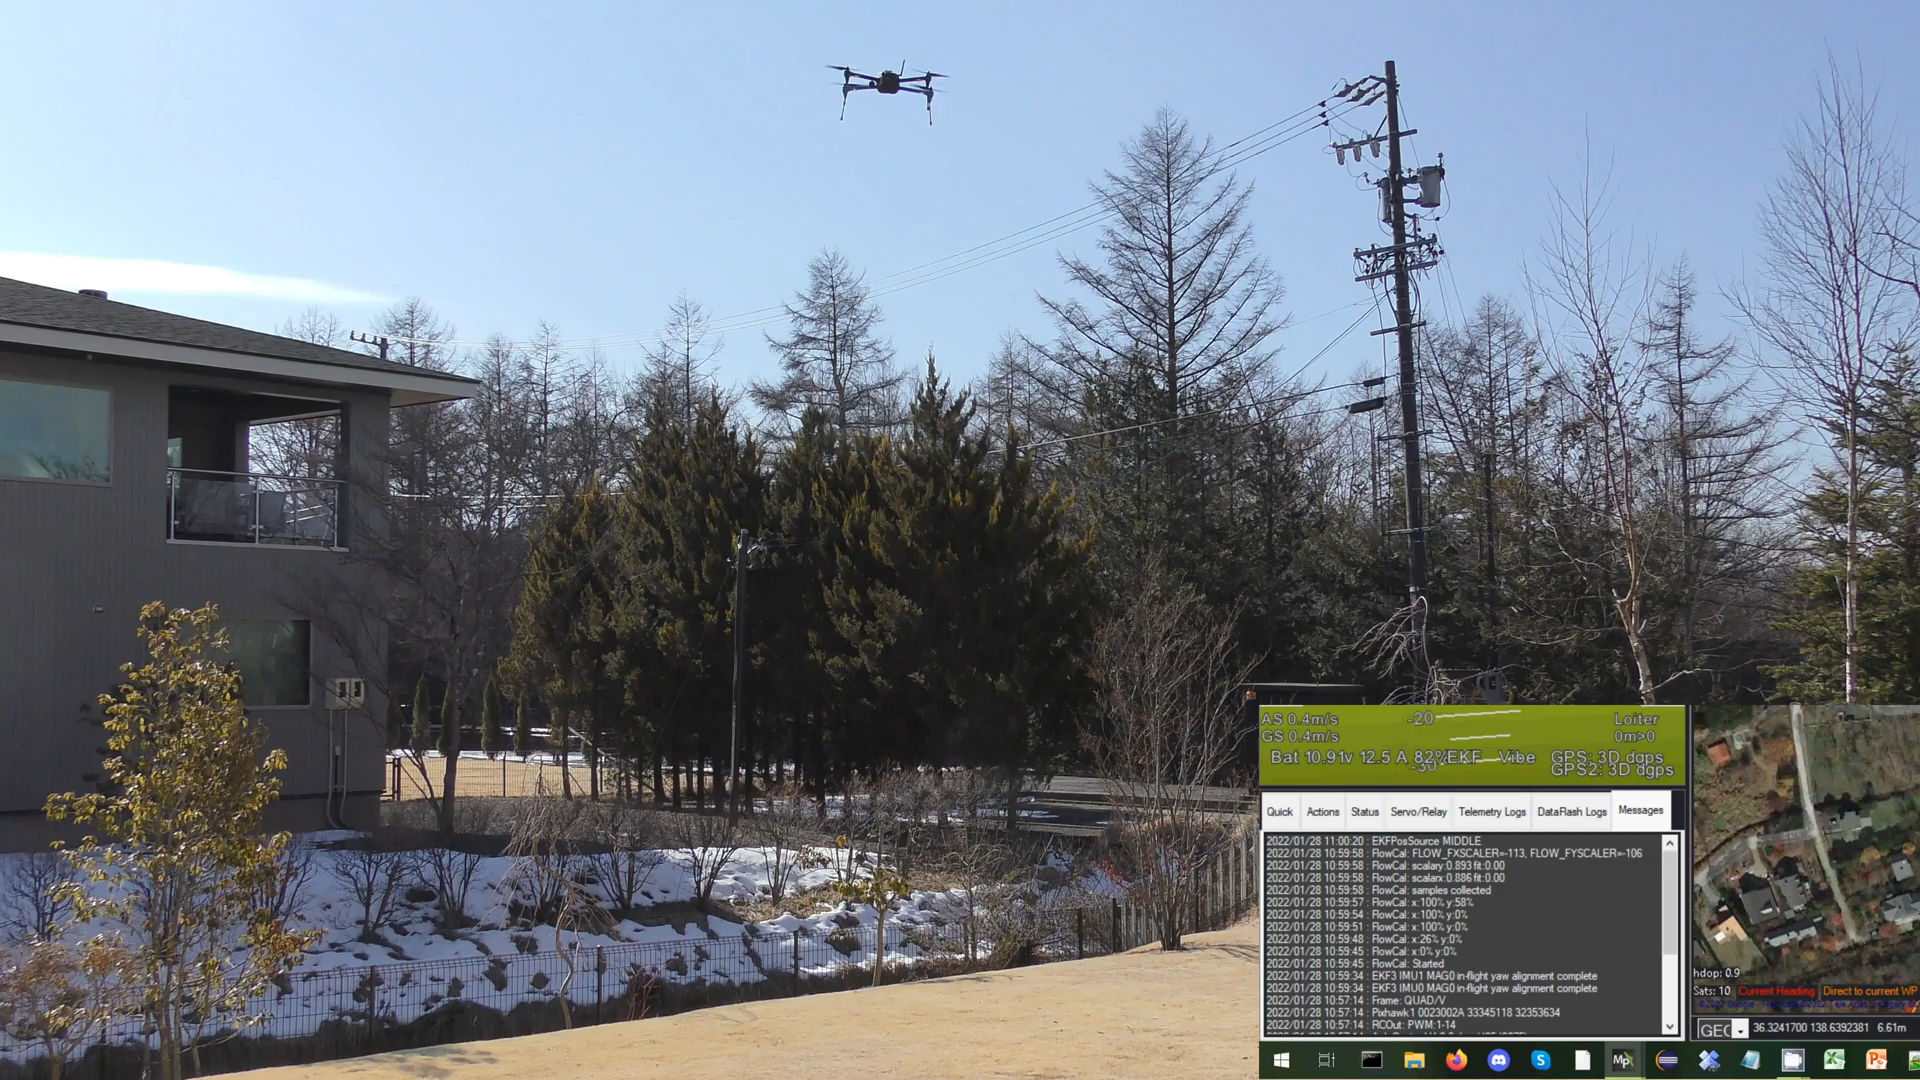 AS 0.4m/s -20 Loiter
GS 0.4m/s 0m>0
Bat 10.91v 12.5 A 82% EKF Vibe GPS: 3D dgps
-30 GPS2: 3D dgps
Quick Actions Status Servo/Relay Telemetry Logs DataFlash Logs Messages
2022/01/28 11:00:20 : EKFPosSource MIDDLE
2022/01/28 10:59:58 : FlowCal: FLOW_FXSCALER=-113, FLOW_FYSCALER=-106
2022/01/28 10:59:58 : FlowCal: scalary:0.893 fit:0.00
2022/01/28 10:59:58 : FlowCal: scalarx:0.886 fit:0.00
2022/01/28 10:59:58 : FlowCal: samples collected
2022/01/28 10:59:57 : FlowCal: x:100% y:58%
2022/01/28 10:59:54 : FlowCal: x:100% y:0%
2022/01/28 10:59:51 : FlowCal: x:100% y:0%
2022/01/28 10:59:48 : FlowCal: x:26% y:0%
2022/01/28 10:59:45 : FlowCal: x:0% y:0%
2022/01/28 10:59:45 : FlowCal: Started
2022/01/28 10:59:34 : EKF3 IMU1 MAG0 in-flight yaw alignment complete
2022/01/28 10:59:34 : EKF3 IMU0 MAG0 in-flight yaw alignment complete
2022/01/28 10:57:14 : Frame: QUAD/V
2022/01/28 10:57:14 : Pixhawk1 0023002A 33345118 32353634
2022/01/28 10:57:14 : RCOut: PWM:1-14
hdop: 0.9
Sats: 10 Current Heading Direct to current WP
GEO 36.3241700 138.6392381 6.61m
Mp